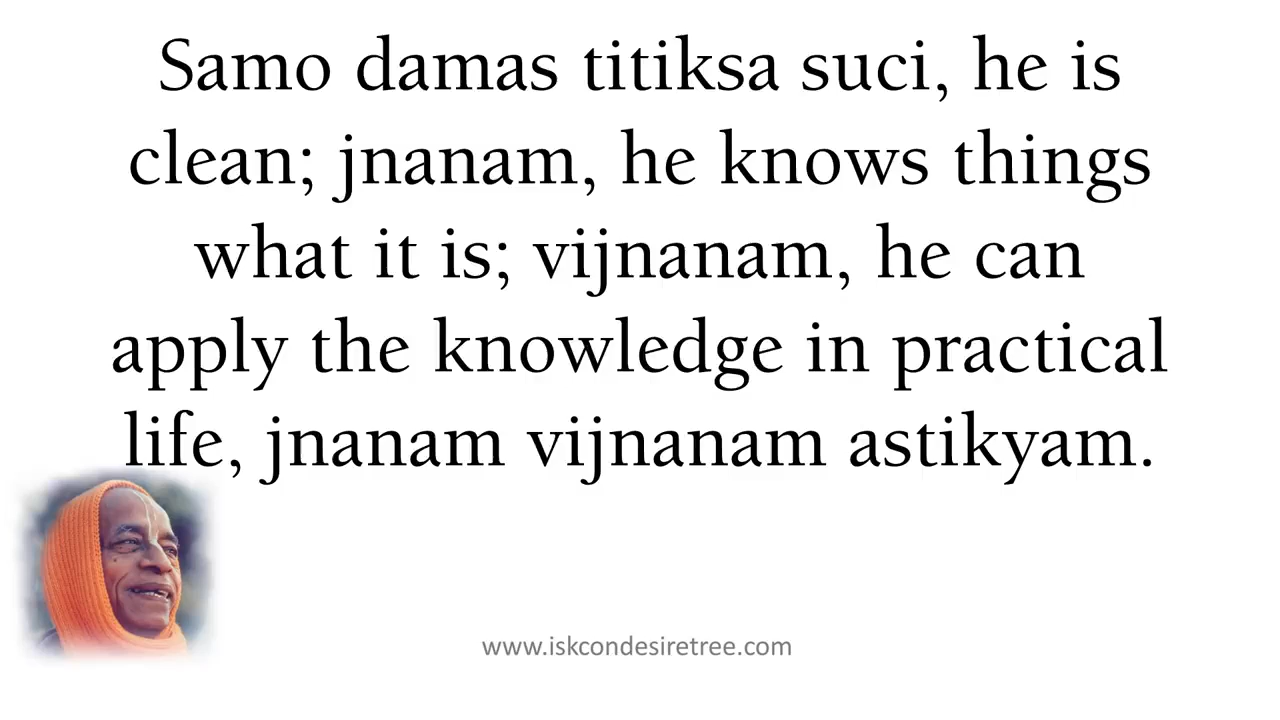 Samo damas titiksa suci, he is
clean; jnanam, he knows things
what it is; vijnanam, he can
apply the knowledge in practical
life, jnanam vijnanam astikyam.
www.iskcondesiretree.com